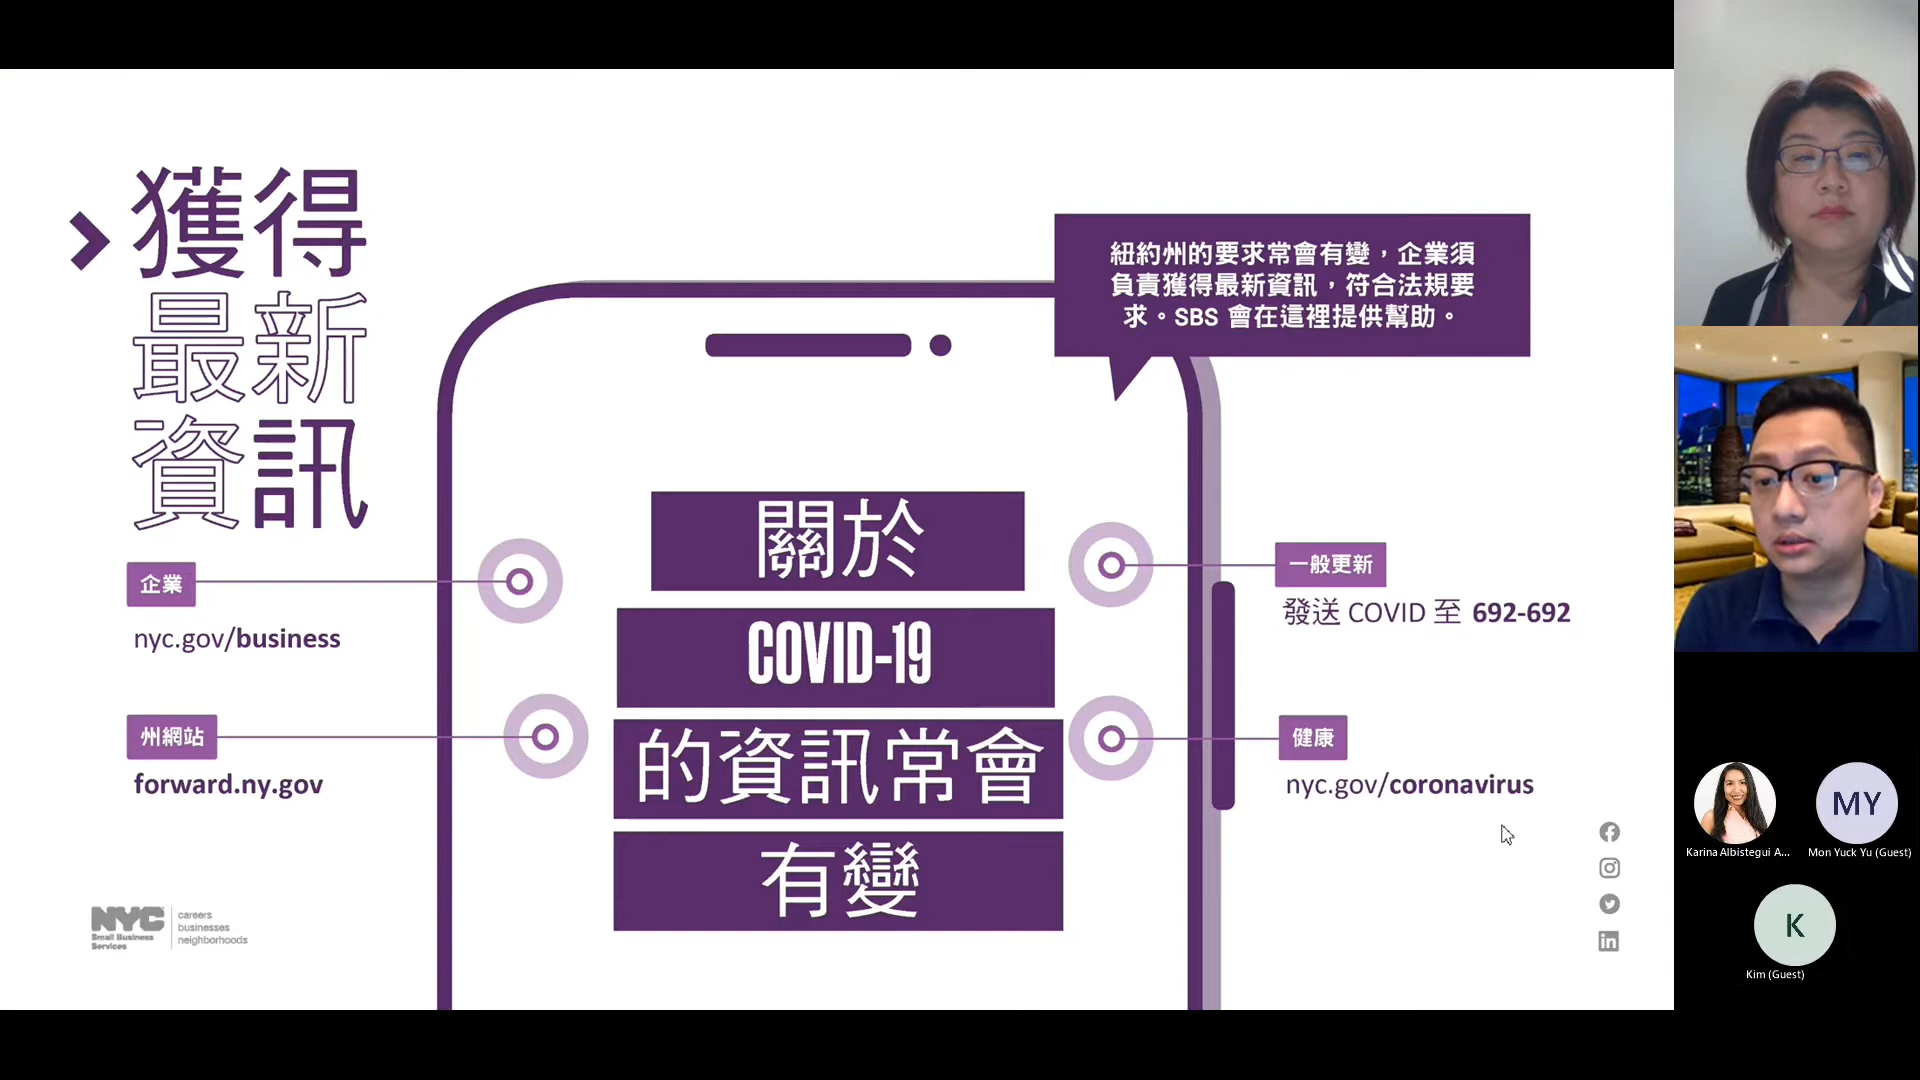 獲得
最新
資訊
紐約州的要求常會有變，企業須
負責獲得最新資訊，符合法規要
求。SBS 會在這裡提供幫助。
關於
COVID-19
的資訊常會
有變
企業
nyc.gov/business
州網站
forward.ny.gov
一般更新
發送 COVID 至 692-692
健康
nyc.gov/coronavirus
NYC
Small Business
Services
careers
businesses
neighborhoods
Karina Albistegui A...
MY
Mon Yuck Yu (Guest)
K
Kim (Guest)